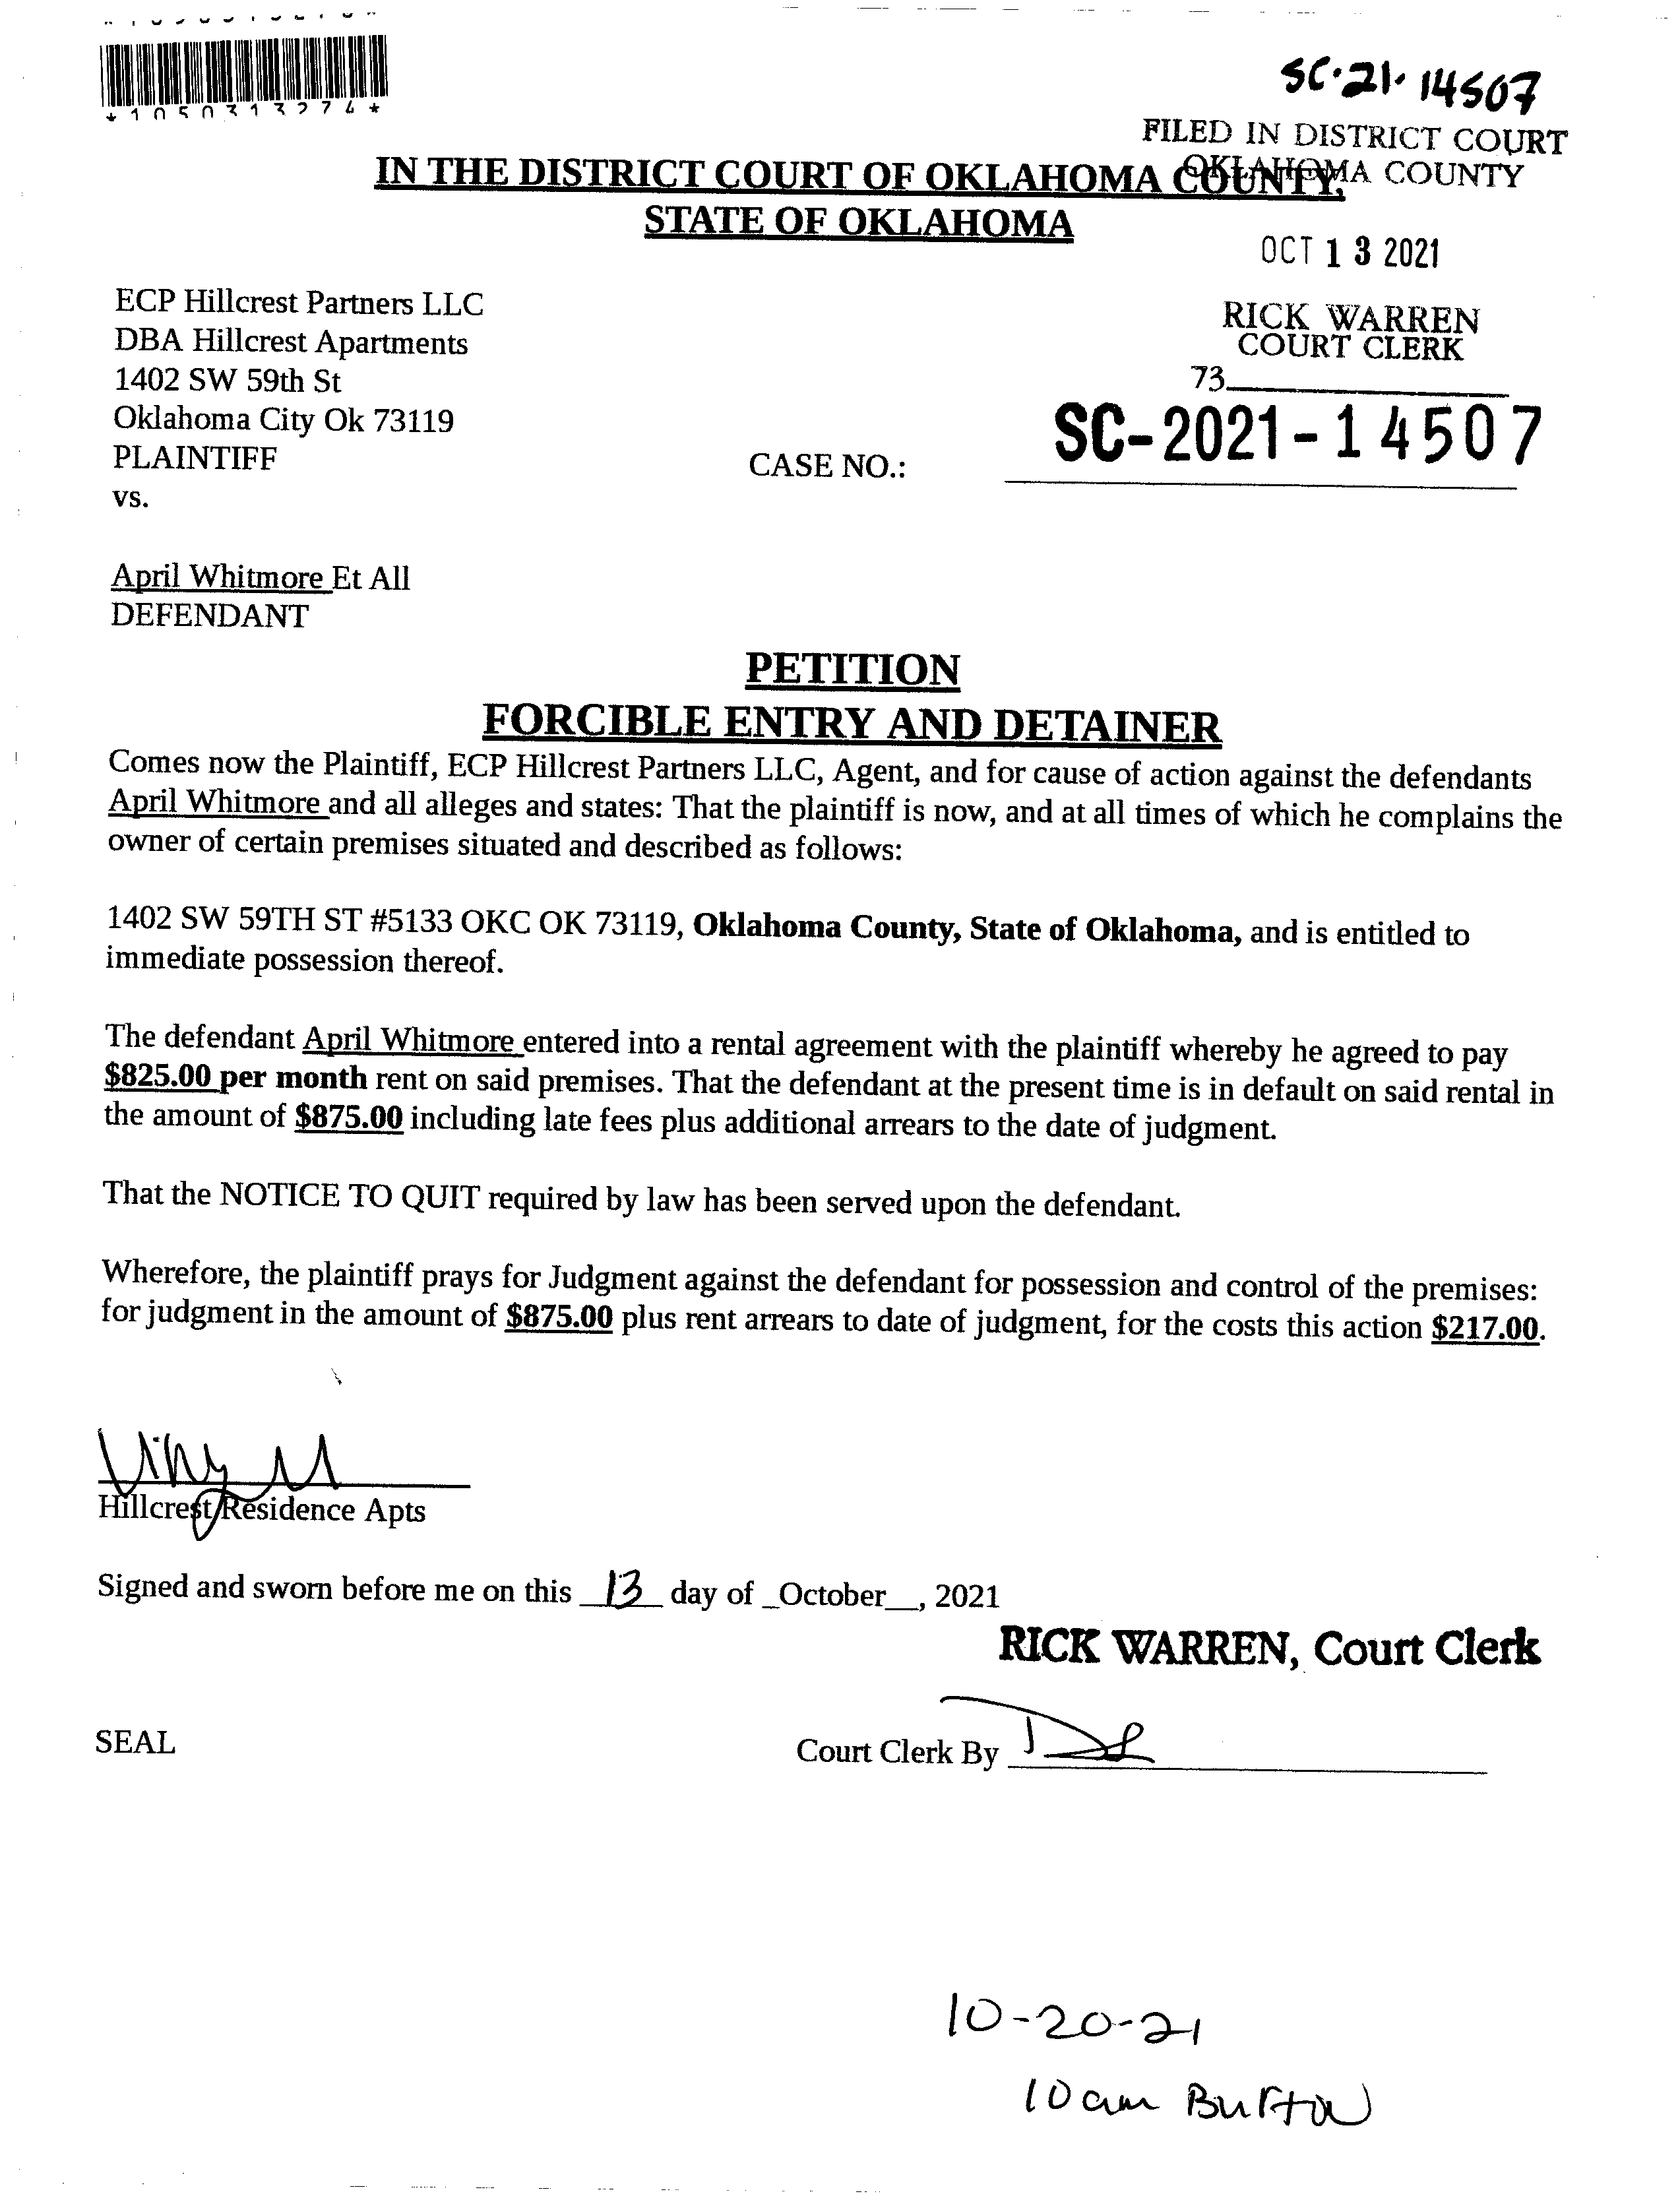 *1050313274*
SC-21-14507
FILED IN DISTRICT COURT
OKLAHOMA COUNTY
IN THE DISTRICT COURT OF OKLAHOMA COUNTY,
STATE OF OKLAHOMA
OCT 13 2021
ECP Hillcrest Partners LLC
DBA Hillcrest Apartments
1402 SW 59th St
Oklahoma City Ok 73119
PLAINTIFF
vs.
RICK WARREN
COURT CLERK
73
CASE NO.: SC-2021-14507
April Whitmore Et All
DEFENDANT
PETITION
FORCIBLE ENTRY AND DETAINER
Comes now the Plaintiff, ECP Hillcrest Partners LLC, Agent, and for cause of action against the defendants
April Whitmore and all alleges and states: That the plaintiff is now, and at all times of which he complains the
owner of certain premises situated and described as follows:
1402 SW 59TH ST #5133 OKC OK 73119, Oklahoma County, State of Oklahoma, and is entitled to
immediate possession thereof.
The defendant April Whitmore entered into a rental agreement with the plaintiff whereby he agreed to pay
$825.00 per month rent on said premises. That the defendant at the present time is in default on said rental in
the amount of $875.00 including late fees plus additional arrears to the date of judgment.
That the NOTICE TO QUIT required by law has been served upon the defendant.
Wherefore, the plaintiff prays for Judgment against the defendant for possession and control of the premises:
for judgment in the amount of $875.00 plus rent arrears to date of judgment, for the costs this action $217.00.
Hillcrest Residence Apts
Signed and sworn before me on this 13 day of _October__, 2021
RICK WARREN, Court Clerk
SEAL
Court Clerk By
10-20-21
10am Burton